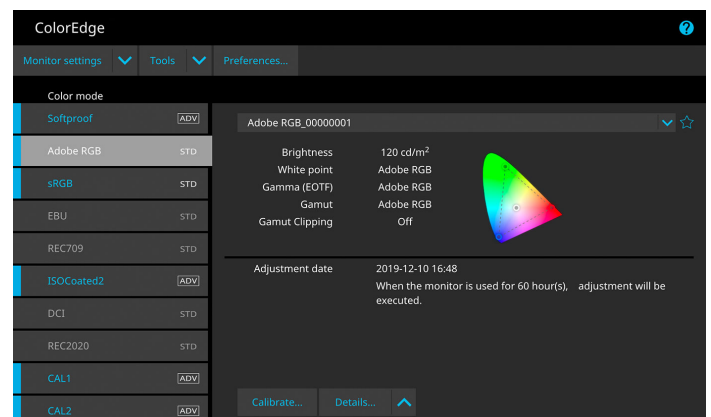 ColorEdge
?
Monitor settings Tools Preferences...
Color mode
Softproof ADV
Adobe RGB STD
sRGB STD
EBU STD
REC709 STD
ISOCoated2 ADV
DCI STD
REC2020 STD
CAL1 ADV
CAL2 ADV
Adobe RGB_00000001
Brightness 120 cd/m²
White point Adobe RGB
Gamma (EOTF) Adobe RGB
Gamut Adobe RGB
Gamut Clipping Off
Adjustment date 2019-12-10 16:48
When the monitor is used for 60 hour(s), adjustment will be
executed.
Calibrate... Details...